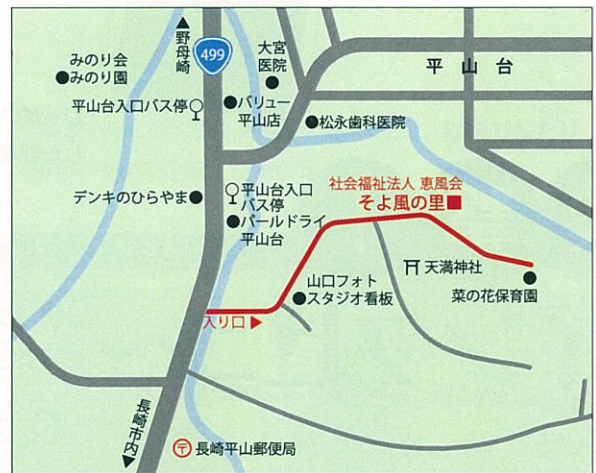 ▲野母崎
499
みのり会
●みのり園
大宮
医院
平山台
平山台入口バス停
●バリュー
平山店
●松永歯科医院
デンキのひらやま●
平山台入口
バス停
●パールドライ
平山台
社会福祉法人 恵風会
そよ風の里■
天満神社
菜の花保育園
山口フォト
●スタジオ看板
入り口▶
長崎市内▼
〒長崎平山郵便局